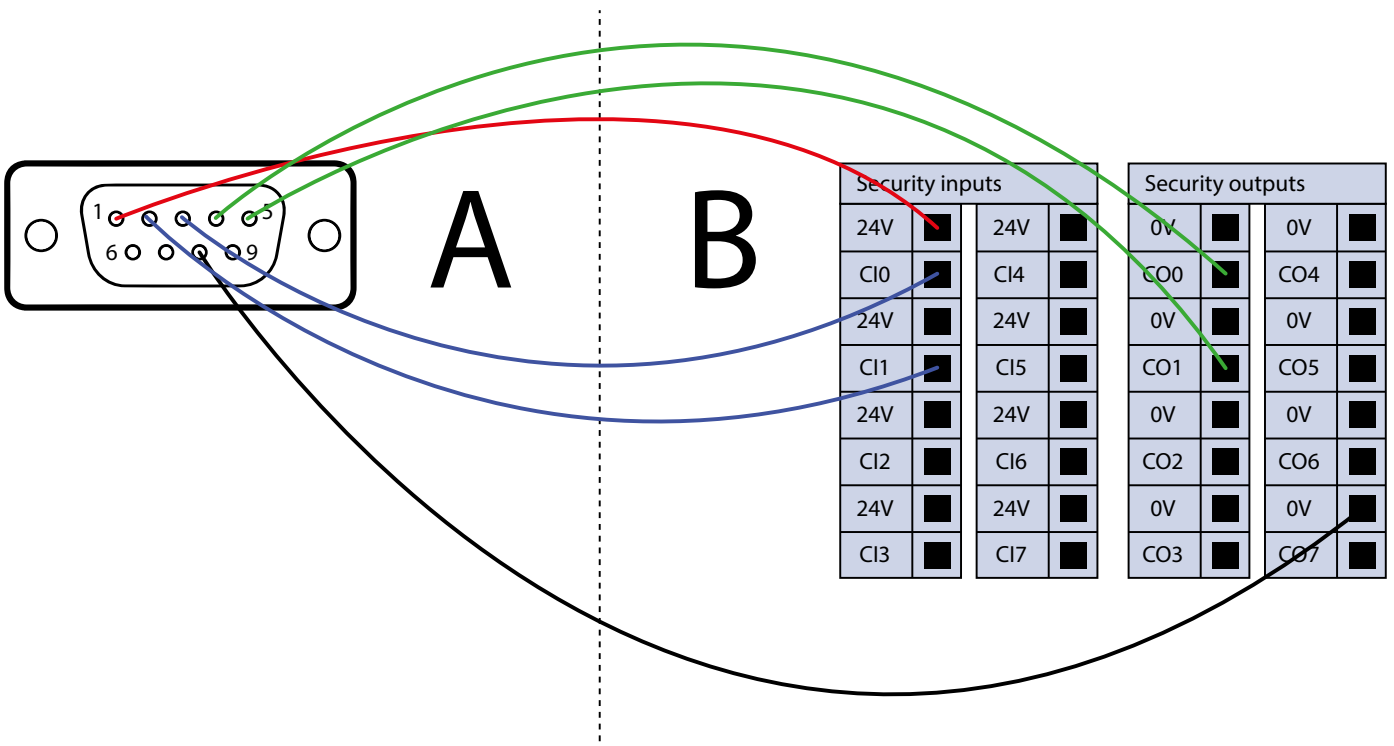 1 5
6 9
A B
Security inputs Security outputs
24V 24V 0V 0V
CI0 CI4 CO0 CO4
24V 24V 0V 0V
CI1 CI5 CO1 CO5
24V 24V 0V 0V
CI2 CI6 CO2 CO6
24V 24V 0V 0V
CI3 CI7 CO3 CO7